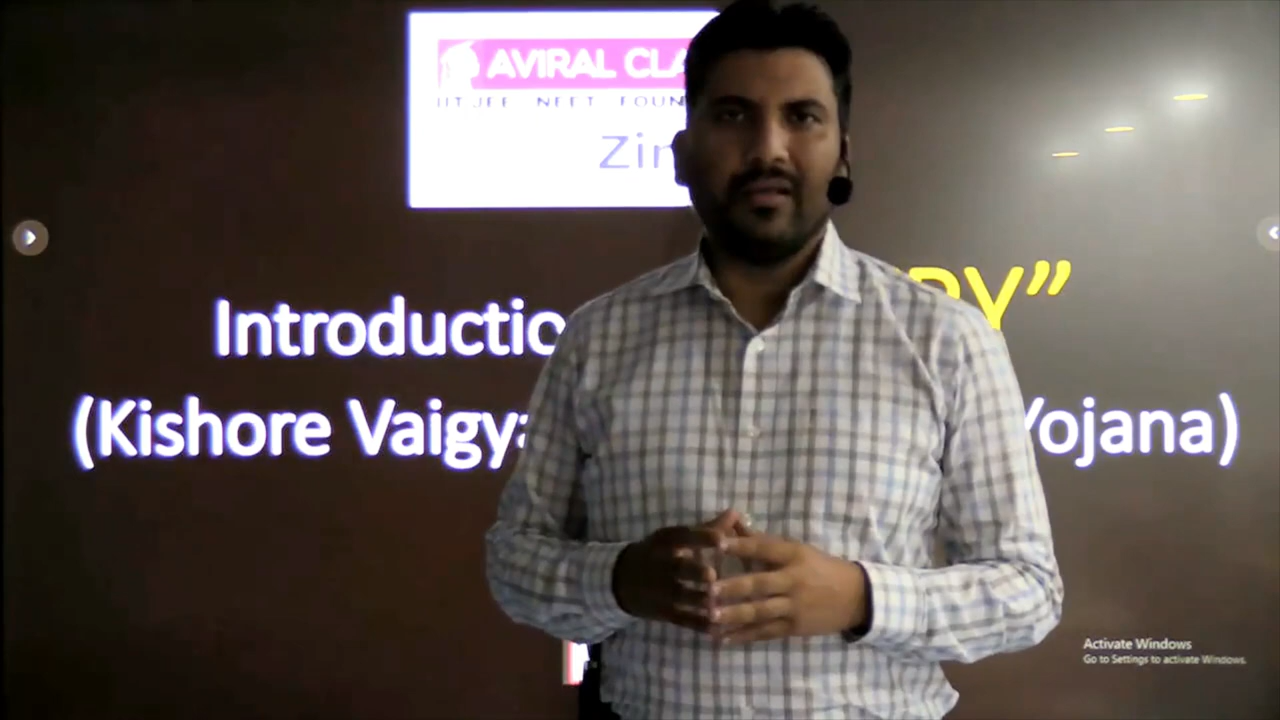 AVIRAL CLA
IIT JEE NEET FOUN
Zin
Introductio PY”
(Kishore Vaigya Yojana)
Activate Windows
Go to Settings to activate Windows.